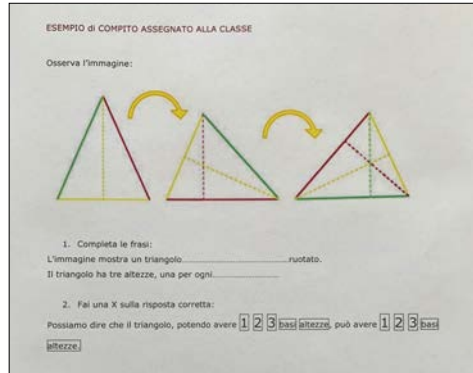 ESEMPIO di COMPITO ASSEGNATO ALLA CLASSE
Osserva l'immagine:
1. Completa le frasi:
L'immagine mostra un triangolo..............................ruotato.
Il triangolo ha tre altezze, una per ogni....................
2. Fai una X sulla risposta corretta:
Possiamo dire che il triangolo, potendo avere 1 2 3 basi altezze, può avere 1 2 3 basi
altezze.